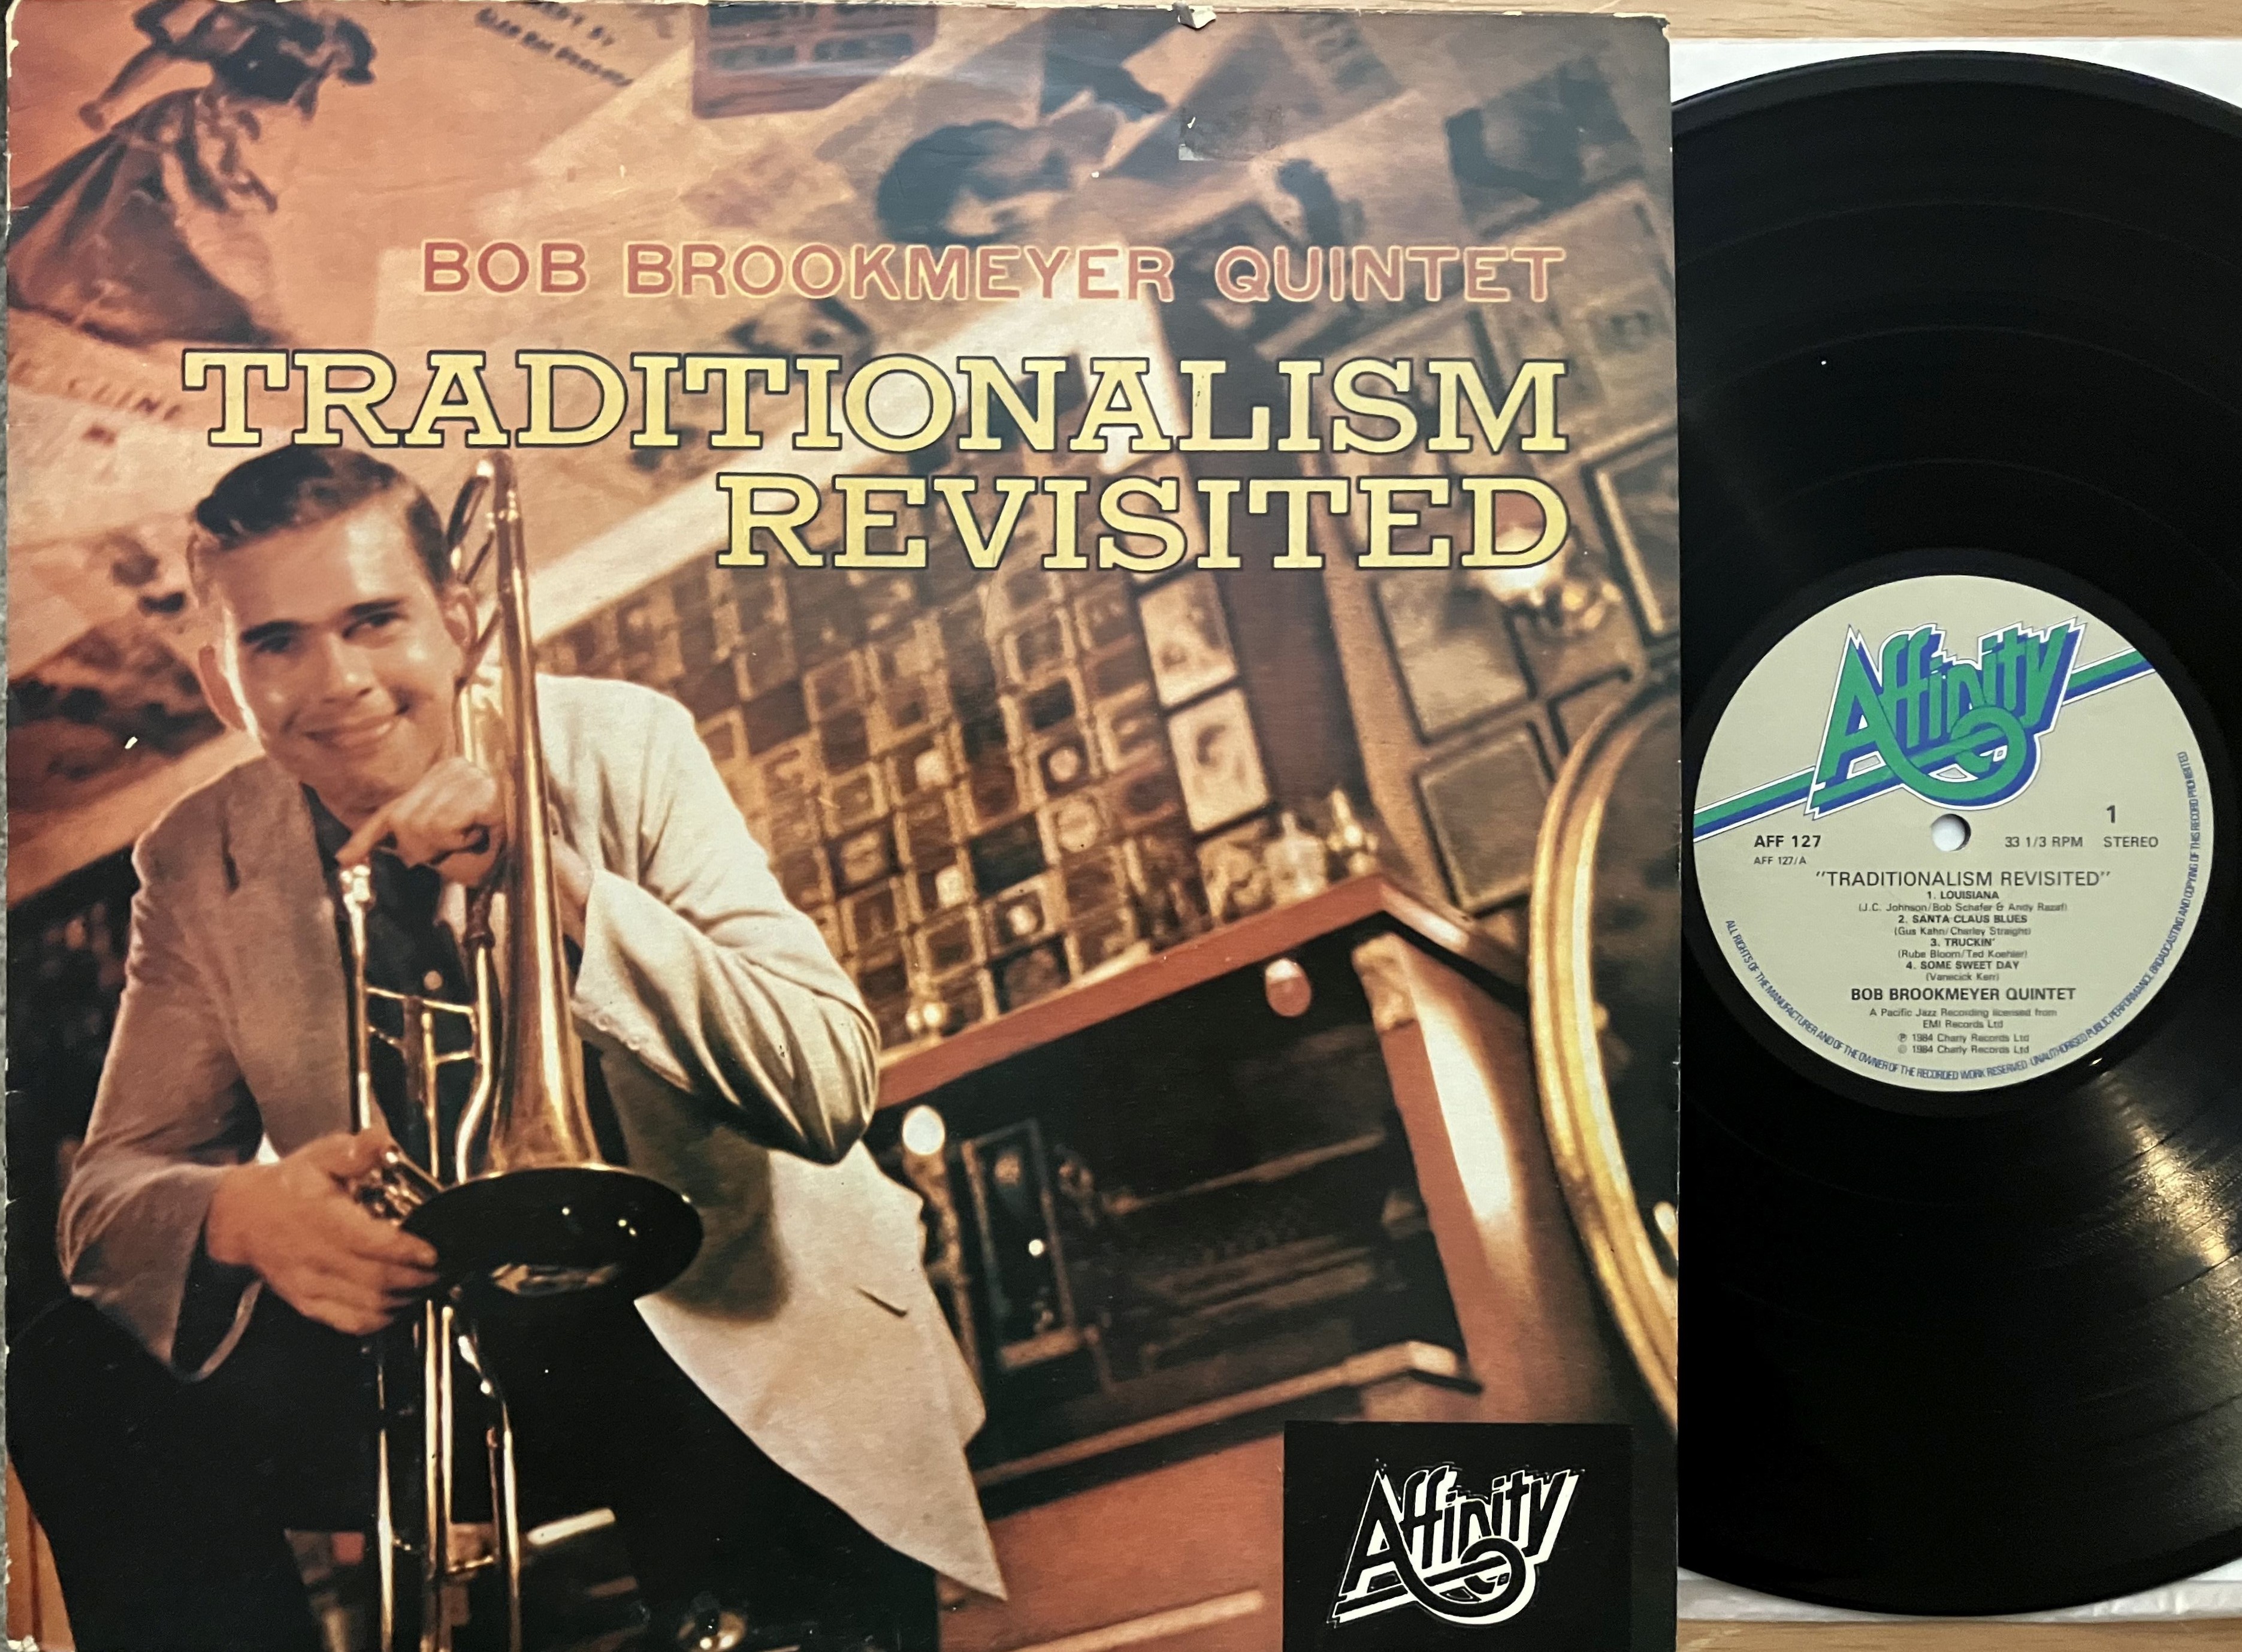 BOB BROOKMEYER QUINTET
TRADITIONALISM
REVISITED
Affinity
Affinity
1
AFF 127
33 1/3 RPM STEREO
AFF 127/A
"TRADITIONALISM REVISITED"
1. LOUISIANA
(J.C. Johnson/Bob Schafer & Andy Razaf)
2. SANTA CLAUS BLUES
(Gus Kahn/Charley Straight)
3. TRUCKIN'
(Rube Bloom/Ted Koehler)
4. SOME SWEET DAY
BOB BROOKMEYER QUINTET
A Pacific Jazz Recording licensed from
EMI Records Ltd
℗ 1984 Charly Records Ltd
© 1984 Charly Records Ltd
ALL RIGHTS OF THE MANUFACTURER AND OF THE OWNER OF THE RECORDED WORK RESERVED UNAUTHORISED PUBLIC PERFORMANCE BROADCASTING AND COPYING OF THIS RECORD PROHIBITED